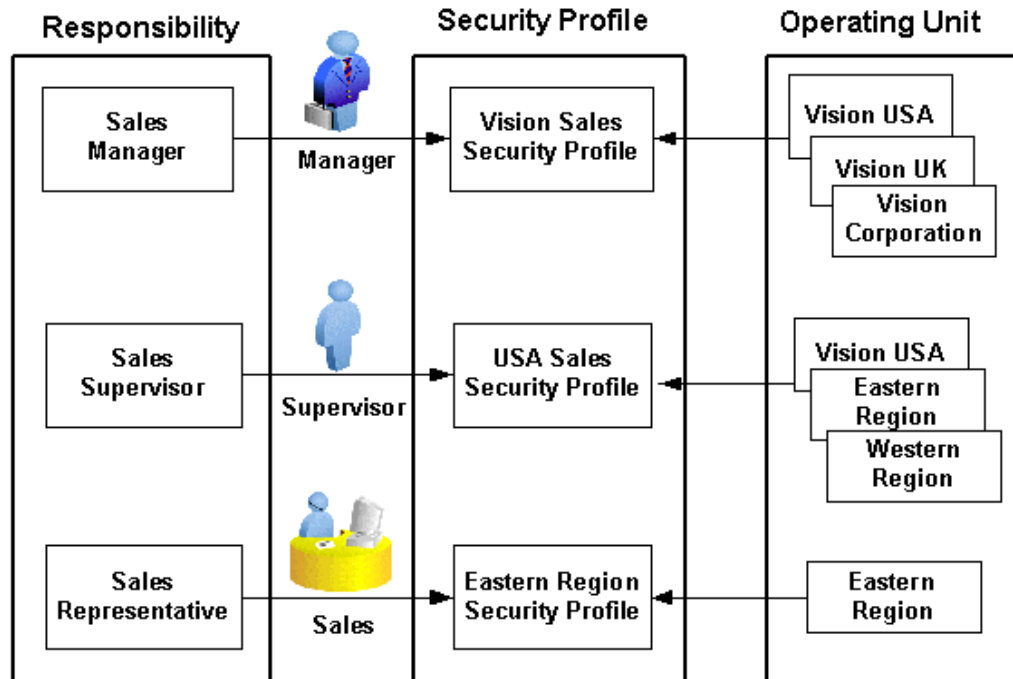 Responsibility
Security Profile
Operating Unit
Sales
Manager
Manager
Vision Sales
Security Profile
Vision USA
Vision UK
Vision
Corporation
Sales
Supervisor
Supervisor
USA Sales
Security Profile
Vision USA
Eastern
Region
Western
Region
Sales
Representative
Sales
Eastern Region
Security Profile
Eastern
Region